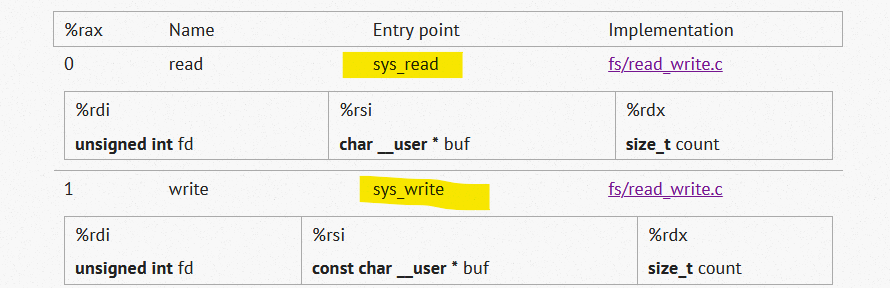 %rax Name Entry point Implementation
0 read sys_read fs/read_write.c
%rdi %rsi %rdx
unsigned int fd char __user * buf size_t count
1 write sys_write fs/read_write.c
%rdi %rsi %rdx
unsigned int fd const char __user * buf size_t count